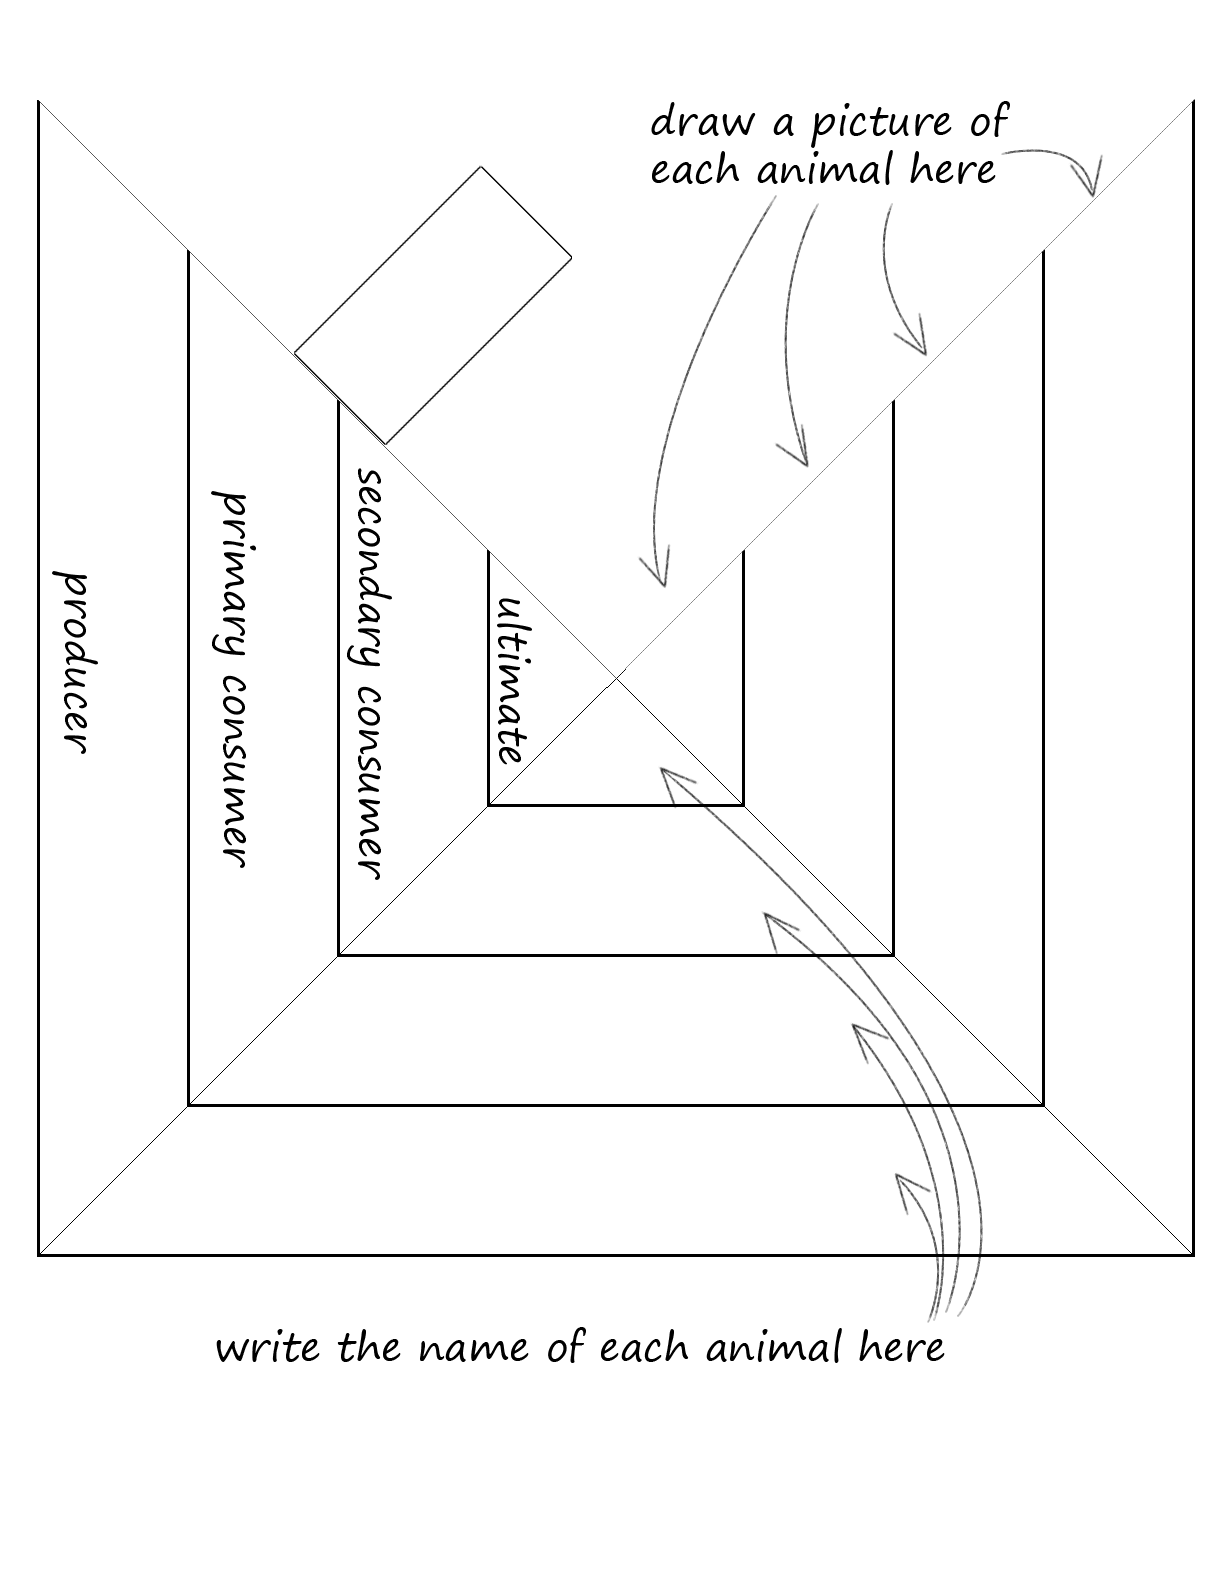 draw a picture of
each animal here
producer
primary consumer
secondary consumer
ultimate
write the name of each animal here